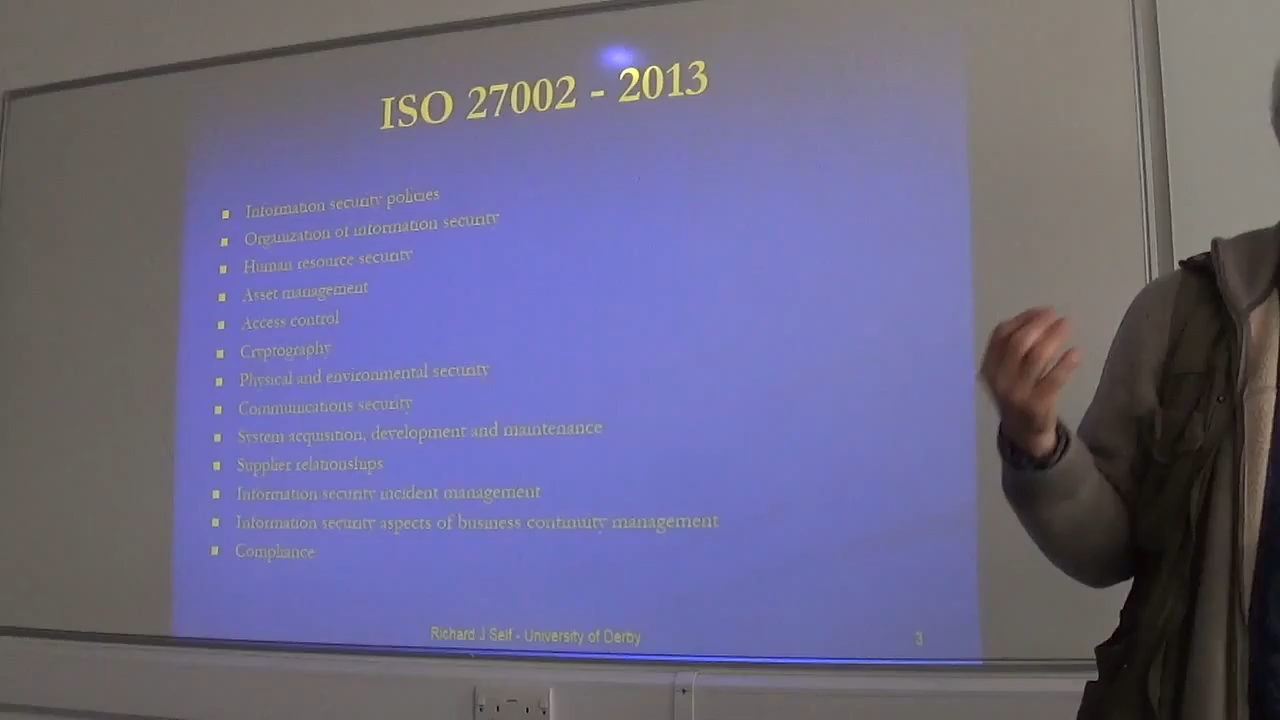 ISO 27002 - 2013
Information security policies
Organization of information security
Human resource security
Asset management
Access control
Cryptography
Physical and environmental security
Communications security
System acquisition, development and maintenance
Supplier relationships
Information security incident management
Information security aspects of business continuity management
Compliance
Richard J Self - University of Derby
3